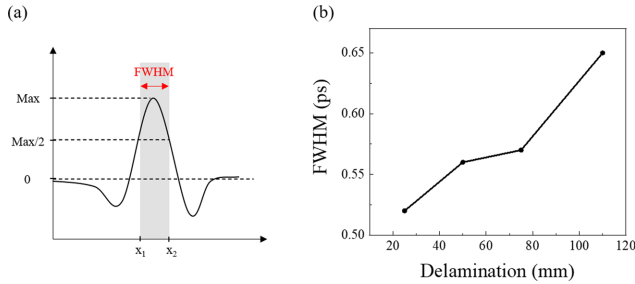 (a)
FWHM
Max
Max/2
0
x₁
x₂
(b)
FWHM (ps)
0.65
0.60
0.55
0.50
20 40 60 80 100 120
Delamination (mm)